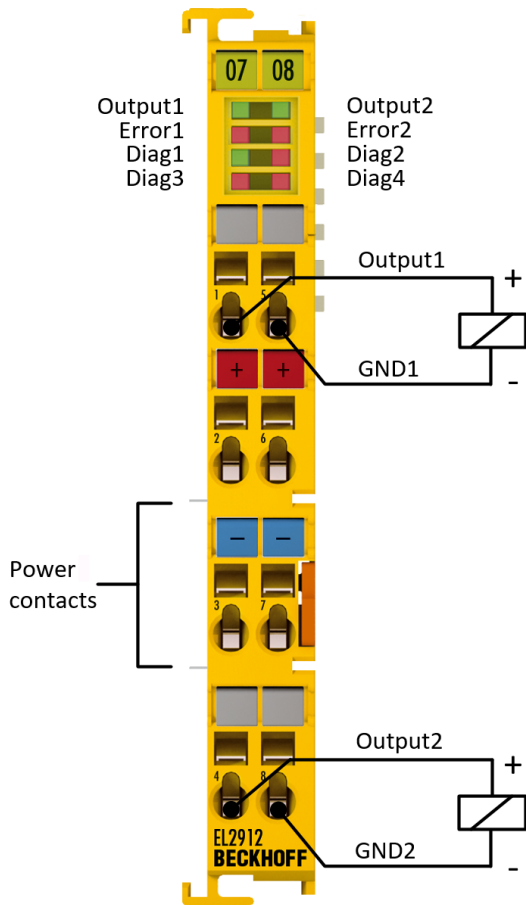 07 08
Output1 Output2
Error1 Error2
Diag1 Diag2
Diag3 Diag4
Output1
+
1 5
GND1
-
+ +
2 6
− −
Power
contacts
3 7
Output2
+
4 8
EL2912
BECKHOFF
GND2
-